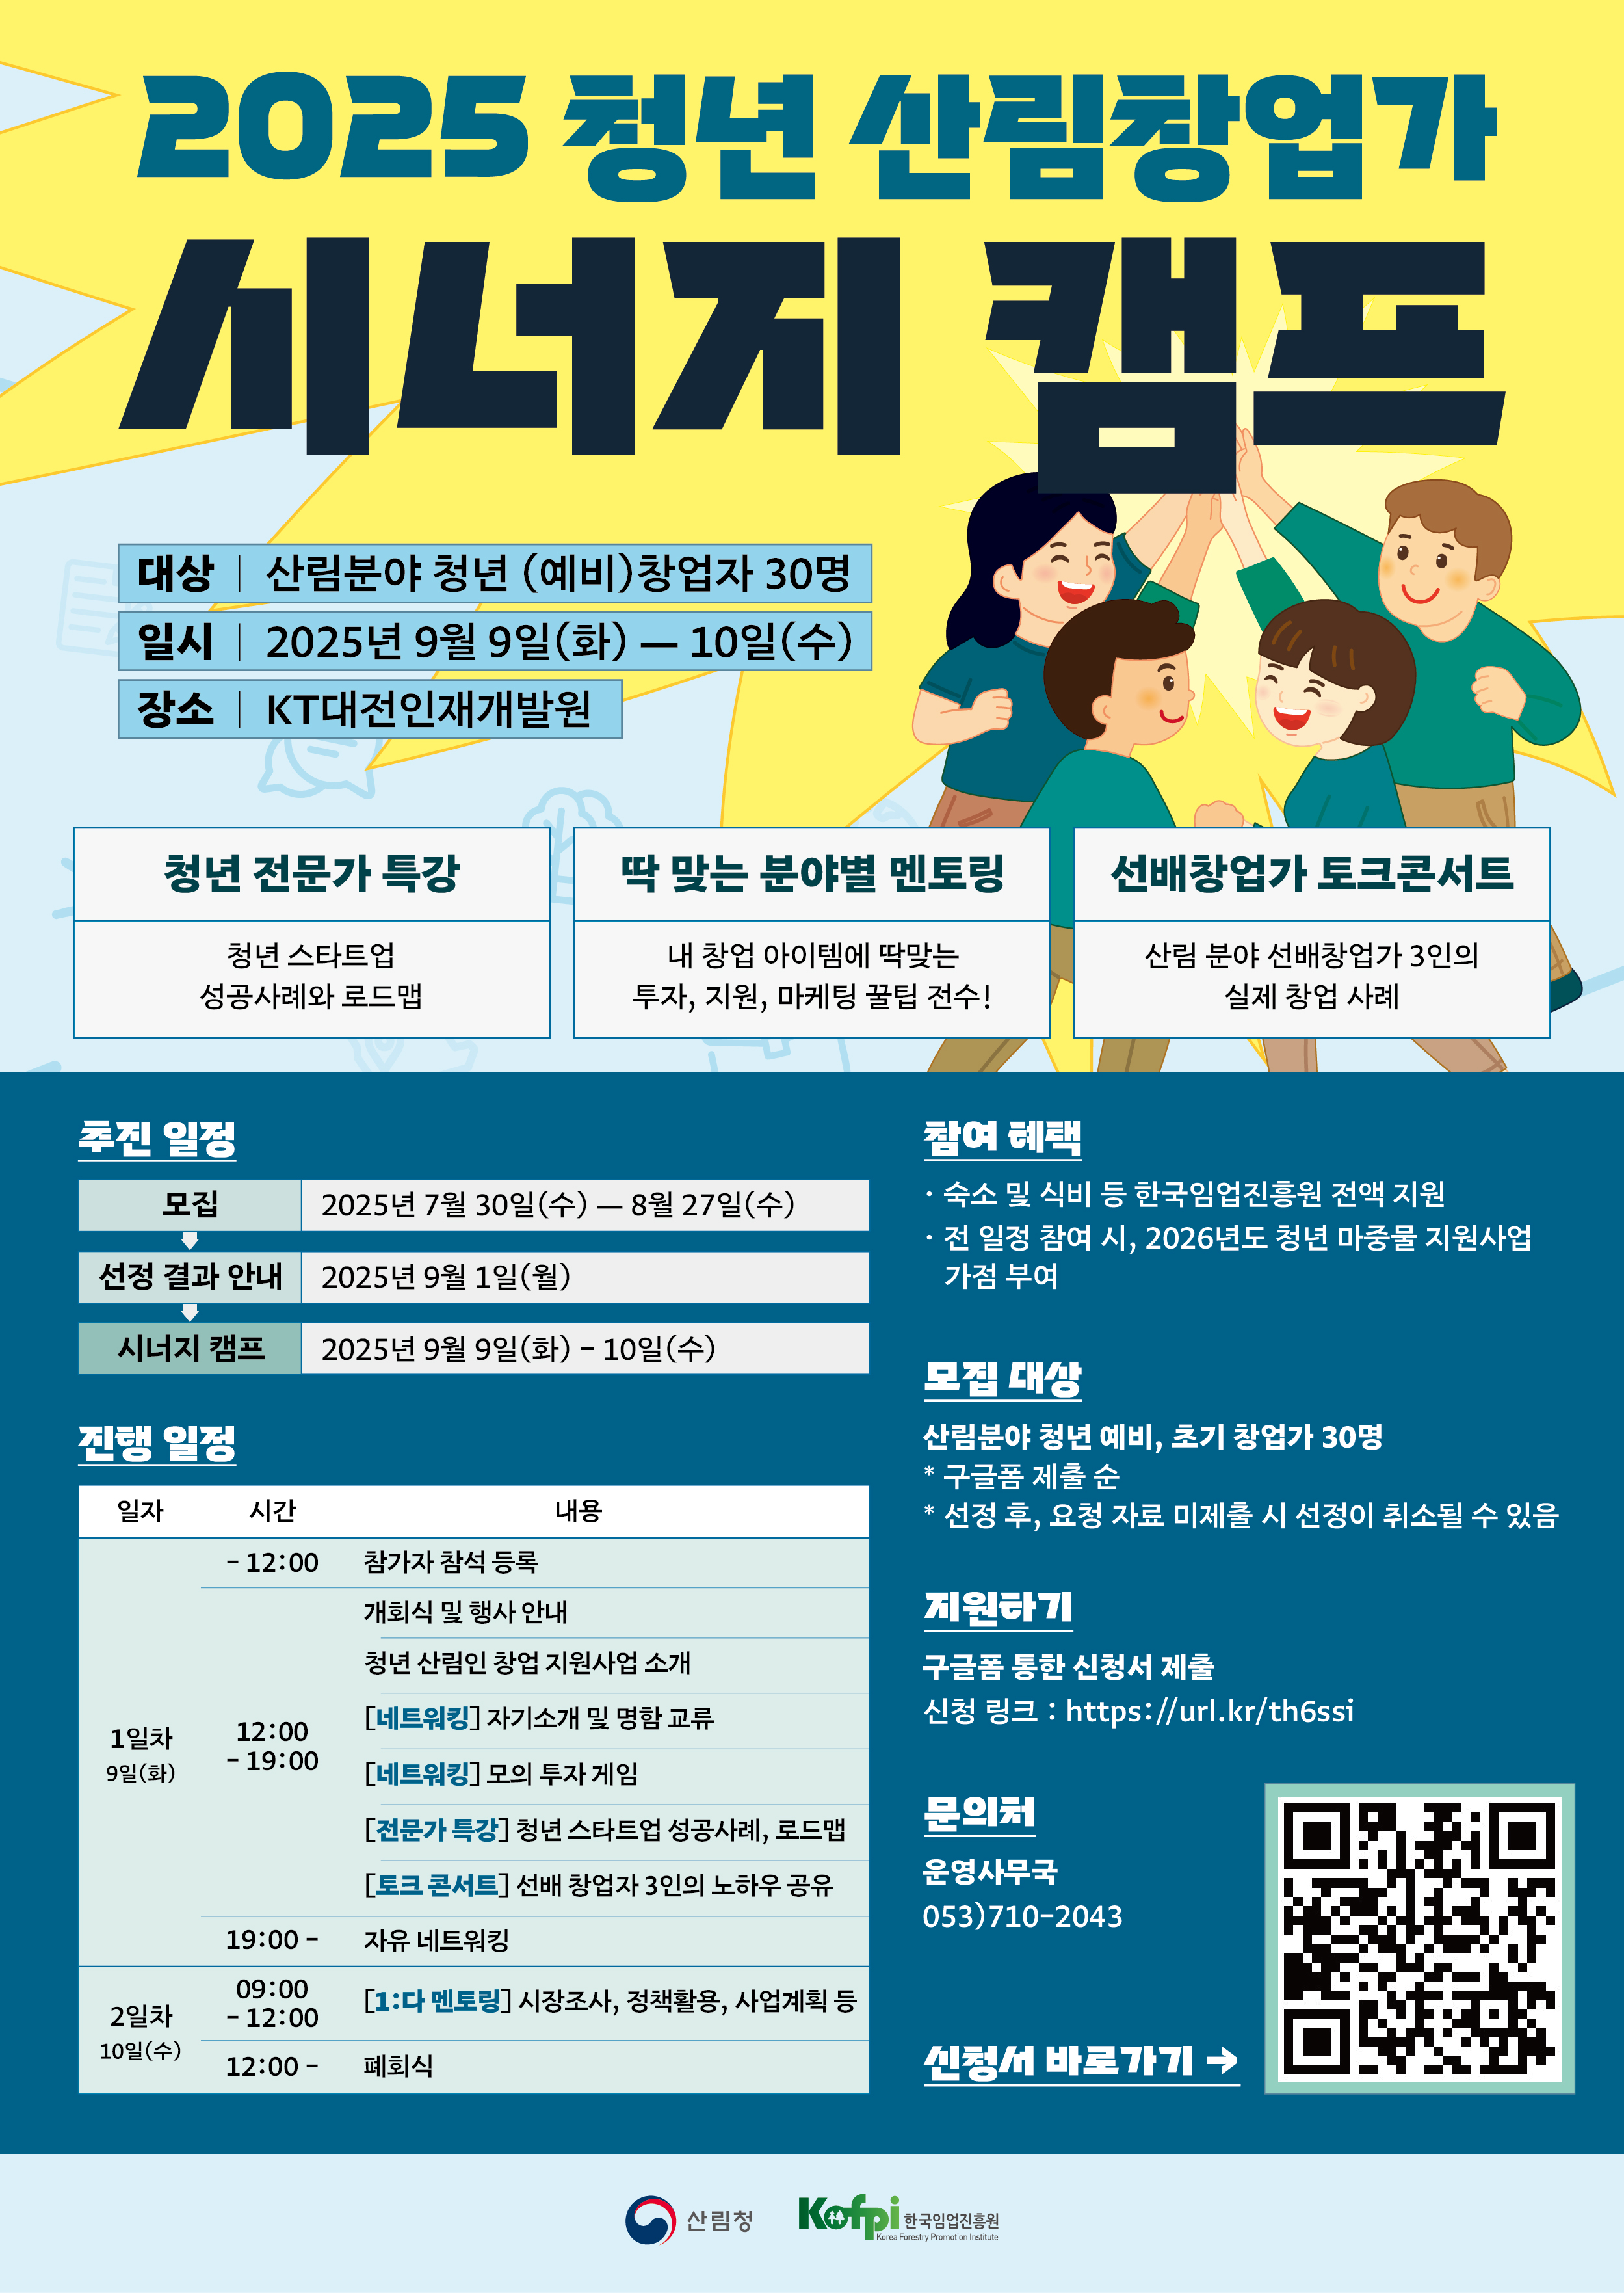 2025 청년 산림창업가
시너지 캠프
대상 | 산림분야 청년 (예비)창업자 30명
일시 | 2025년 9월 9일(화) — 10일(수)
장소 | KT대전인재개발원
청년 전문가 특강
청년 스타트업
성공사례와 로드맵
딱 맞는 분야별 멘토링
내 창업 아이템에 딱맞는
투자, 지원, 마케팅 꿀팁 전수!
선배창업가 토크콘서트
산림 분야 선배창업가 3인의
실제 창업 사례
추진 일정
모집 2025년 7월 30일(수) — 8월 27일(수)
선정 결과 안내 2025년 9월 1일(월)
시너지 캠프 2025년 9월 9일(화) - 10일(수)
진행 일정
일자 시간 내용
- 12:00 참가자 참석 등록
개회식 및 행사 안내
청년 산림인 창업 지원사업 소개
1일차
9일(화)
12:00
- 19:00
[네트워킹] 자기소개 및 명함 교류
[네트워킹] 모의 투자 게임
[전문가 특강] 청년 스타트업 성공사례, 로드맵
[토크 콘서트] 선배 창업자 3인의 노하우 공유
19:00 - 자유 네트워킹
2일차
10일(수)
09:00
- 12:00
[1:다 멘토링] 시장조사, 정책활용, 사업계획 등
12:00 - 폐회식
참여 혜택
· 숙소 및 식비 등 한국임업진흥원 전액 지원
· 전 일정 참여 시, 2026년도 청년 마중물 지원사업
가점 부여
모집 대상
산림분야 청년 예비, 초기 창업가 30명
* 구글폼 제출 순
* 선정 후, 요청 자료 미제출 시 선정이 취소될 수 있음
지원하기
구글폼 통한 신청서 제출
신청 링크 : https://url.kr/th6ssi
문의처
운영사무국
053)710-2043
신청서 바로가기 →
산림청
Kofpi 한국임업진흥원
Korea Forestry Promotion Institute